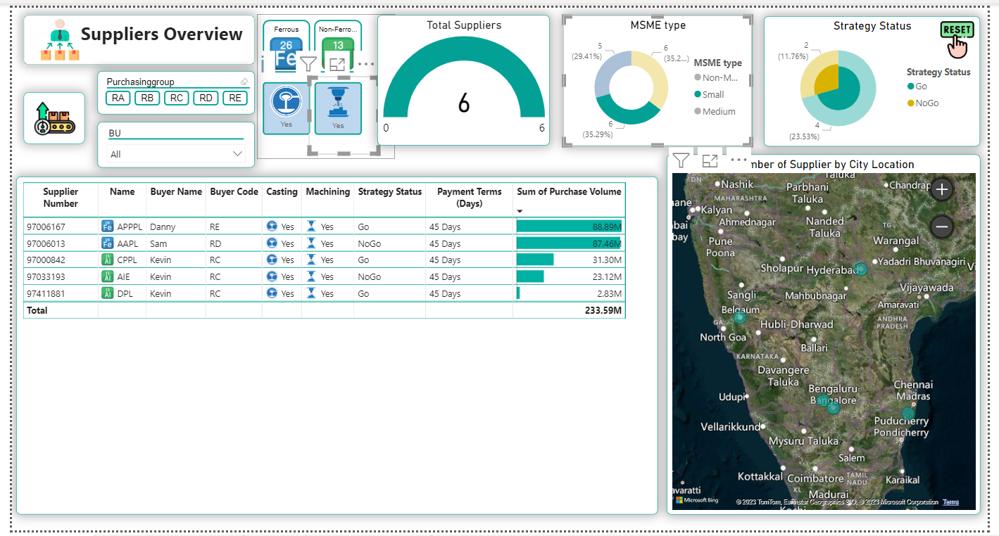 Suppliers Overview
Purchasinggroup
RA RB RC RD RE
BU
All
Ferrous
26
Fe
Non-Ferro...
13
Yes
Yes
Total Suppliers
6
0
6
MSME type
5
(29.41%)
6
(35.2...)
6
(35.29%)
MSME type
Non-M...
Small
Medium
Strategy Status
RESET
2
(11.76%)
4
(23.53%)
Strategy Status
Go
NoGo
Supplier Number Name Buyer Name Buyer Code Casting Machining Strategy Status Payment Terms (Days) Sum of Purchase Volume
97006167 Fe APPPL Danny RE Yes Yes Go 45 Days 88.89M
97006013 Fe AAPL Sam RD Yes Yes NoGo 45 Days 87.46M
97000842 Al CPPL Kevin RC Yes Yes Go 45 Days 31.30M
97033193 Al AIE Kevin RC Yes Yes NoGo 45 Days 23.12M
97411881 Al DPL Kevin RC Yes Yes Go 45 Days 2.83M
Total 233.59M
mber of Supplier by City Location
DN
Nashik
Parbhani
Taluka
Taluka
Chandrap
MAHARASHTRA
ane
Kalyan
Ahmednagar
Nanded
Taluka
TG
bai
bay
Pune
Poona
Warangal
Sholapur
Hyderabad
Yadadri Bhuvanagiri
Vi
Sangli
Mahbubnagar
Vijayawada
Amaravati
Belgaum
GA
Hubli-Dharwad
ANDHRA
PRADESH
North Goa
Ballari
KARNATAKA
Davangere
Taluka
Udupi
Bengaluru
Bangalore
Chennai
Madras
Vellarikkund
Puducherry
Pondicherry
Mysuru Taluka
Salem
Kottakkal
Coimbatore
TAMIL
NADU
Karaikal
KL
Madurai
avaratti
Kochi
Microsoft Bing
© 2023 TomTom, Earthstar Geographics SIO, © 2023 Microsoft Corporation Terms